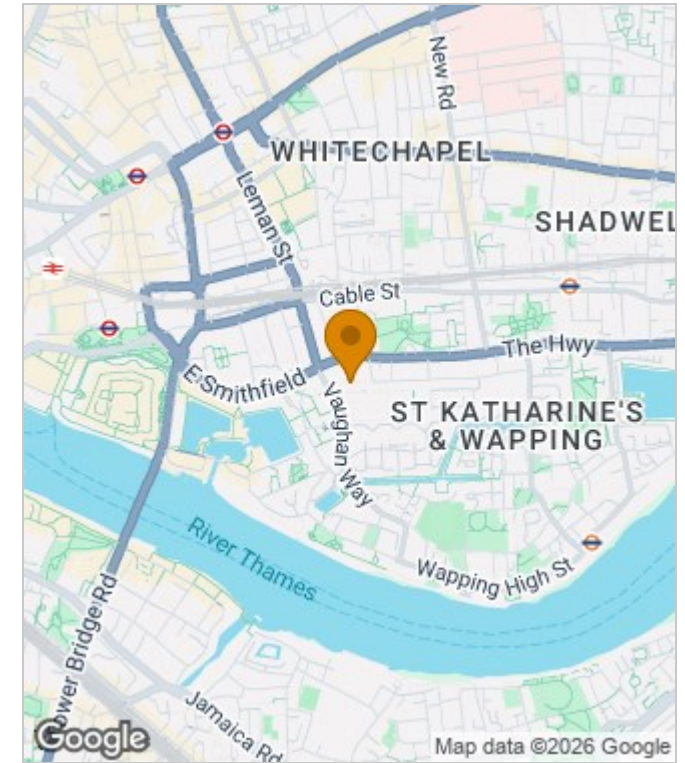 New Rd
WHITECHAPEL
Leman St
SHADWEL
Cable St
The Hwy
E Smithfield
Vaughan Way
ST KATHARINE'S
& WAPPING
River Thames
Wapping High St
ower Bridge Rd
Jamaica Rd
Google
Map data ©2026 Google